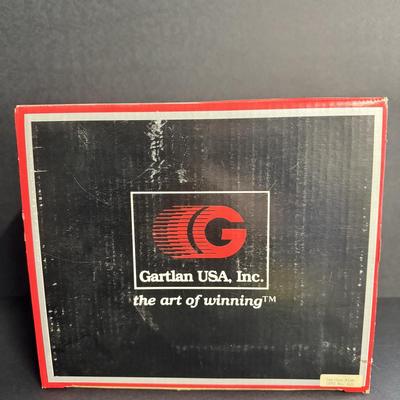 G
Gartlan USA, Inc.
the art of winning™